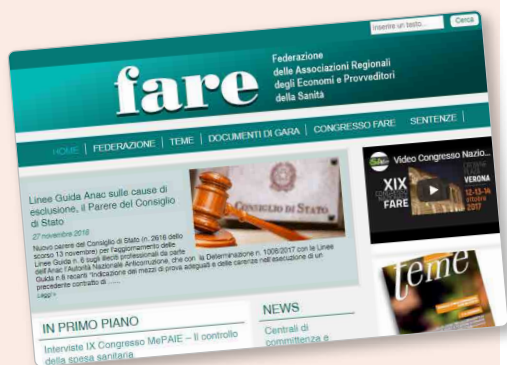 Inserire un testo...
Cerca
fare
Federazione
delle Associazioni Regionali
degli Economi e Provveditori
della Sanità
HOME | FEDERAZIONE | TEME | DOCUMENTI DI GARA | CONGRESSO FARE SENTENZE |
Linee Guida Anac sulle cause di
esclusione, il Parere del Consiglio
di Stato
27 novembre 2018
Nuovo parere del Consiglio di Stato (n. 2616 dello
scorso 13 novembre) per l'aggiornamento delle
Linee Guida n. 6 sugli illeciti professionali da parte
dell'Anac l'Autorità Nazionale Anticorruzione, che con la Determinazione n. 1008/2017 con le Linee
Guida n.6 recanti "Indicazione dei mezzi di prova adeguati e delle carenze nell'esecuzione di un
precedente contratto di ......
Leggi »
CONSIGLIO DI STATO
Video Congresso Nazio...
XIX
FARE
VERONA
12-13-14
ottobre
2017
teme
IN PRIMO PIANO
Interviste IX Congresso MePAIE – Il controllo
della spesa sanitaria
NEWS
Centrali di
committenza e